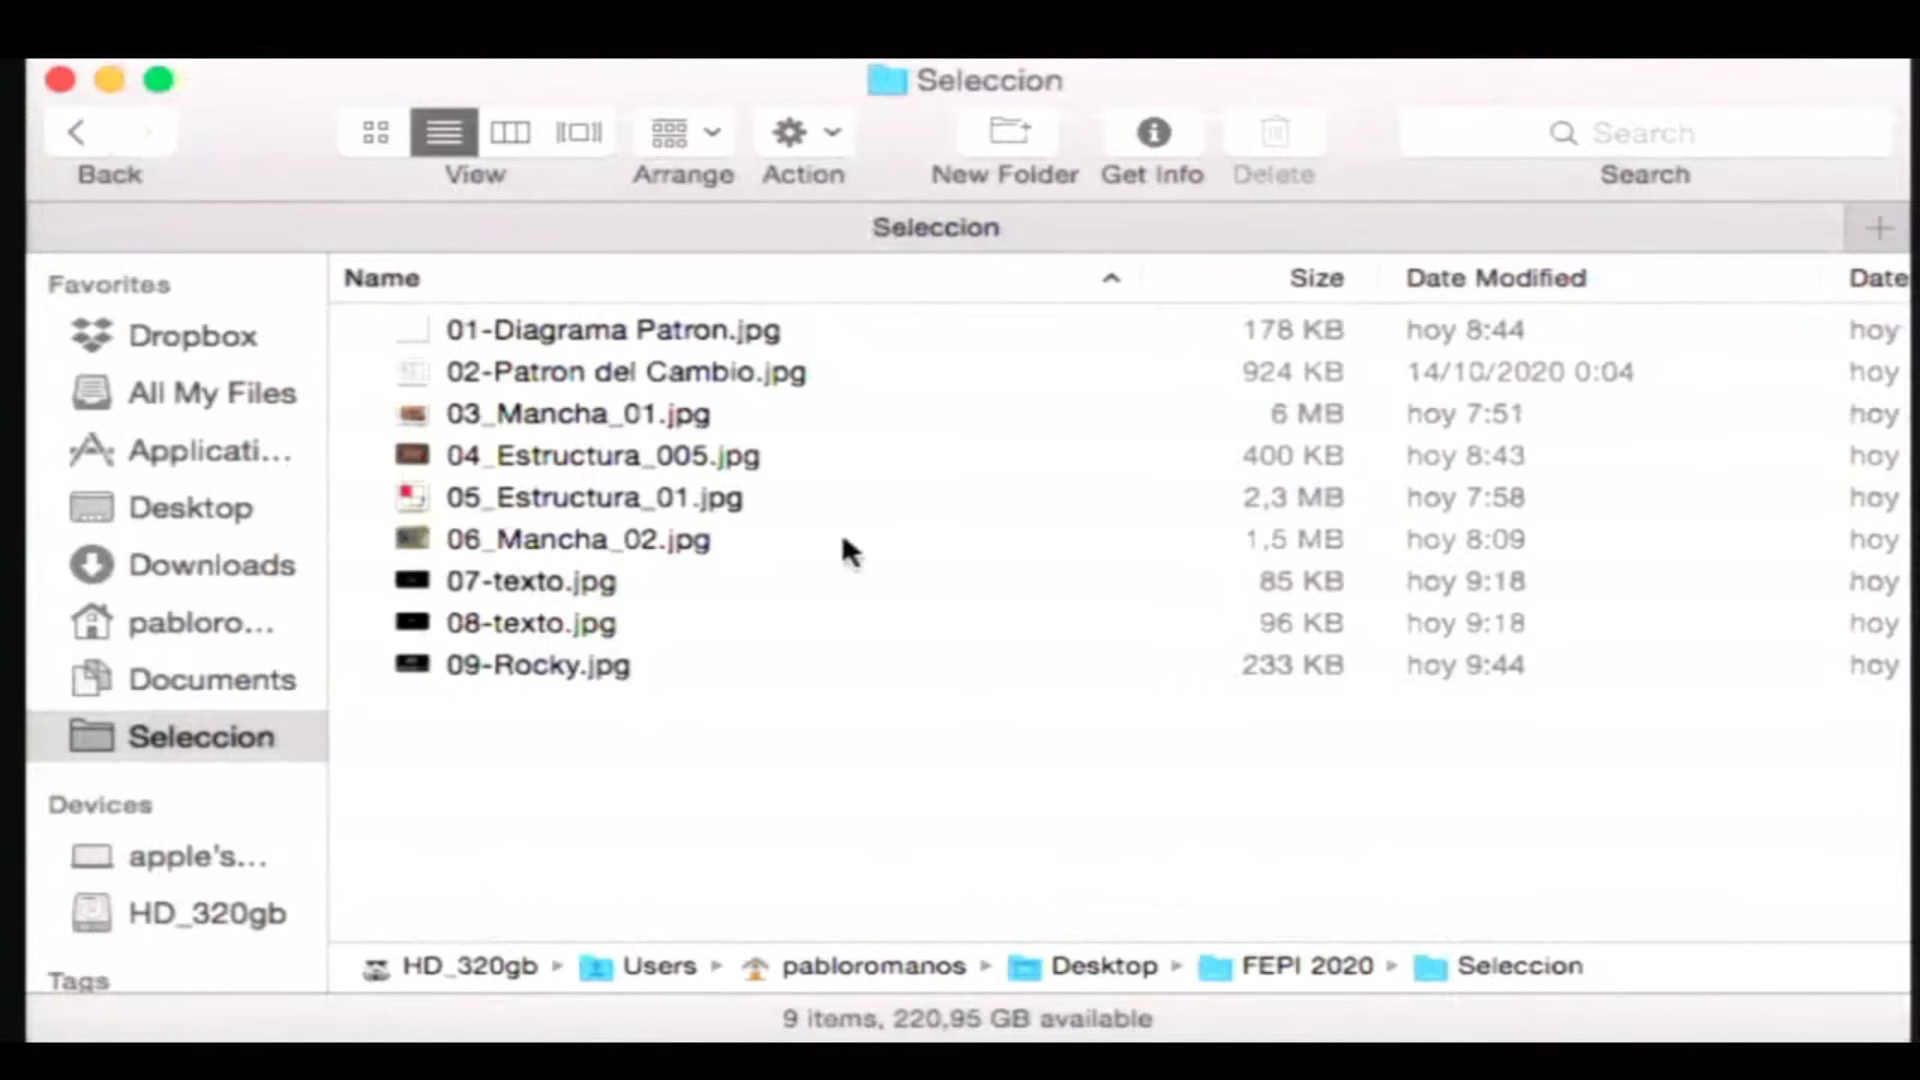 Seleccion
Back
View
Arrange
Action
New Folder
Get Info
Delete
Search
Search
Seleccion
Favorites
Dropbox
All My Files
Applicati...
Desktop
Downloads
pabloro...
Documents
Seleccion
Devices
apple's...
HD_320gb
Tags
Name Size Date Modified Date
01-Diagrama Patron.jpg 178 KB hoy 8:44 hoy
02-Patron del Cambio.jpg 924 KB 14/10/2020 0:04 hoy
03_Mancha_01.jpg 6 MB hoy 7:51 hoy
04_Estructura_005.jpg 400 KB hoy 8:43 hoy
05_Estructura_01.jpg 2,3 MB hoy 7:58 hoy
06_Mancha_02.jpg 1,5 MB hoy 8:09 hoy
07-texto.jpg 85 KB hoy 9:18 hoy
08-texto.jpg 96 KB hoy 9:18 hoy
09-Rocky.jpg 233 KB hoy 9:44 hoy
HD_320gb Users pabloromanos Desktop FEPI 2020 Seleccion
9 items, 220,95 GB available